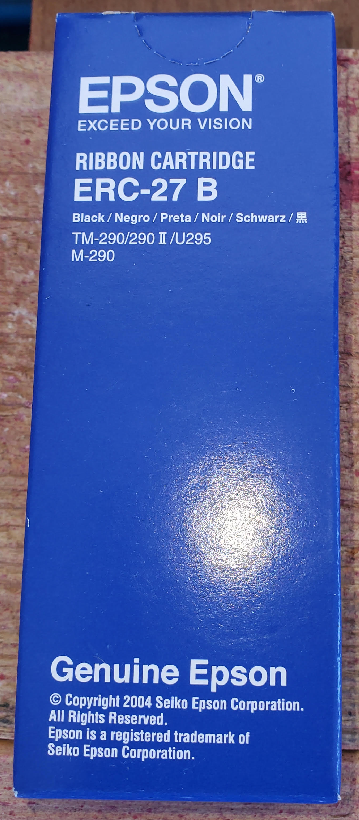 EPSON®
EXCEED YOUR VISION
RIBBON CARTRIDGE
ERC-27 B
Black / Negro / Preta / Noir / Schwarz / 黒
TM-290/290 II /U295
M-290
Genuine Epson
© Copyright 2004 Seiko Epson Corporation.
All Rights Reserved.
Epson is a registered trademark of
Seiko Epson Corporation.